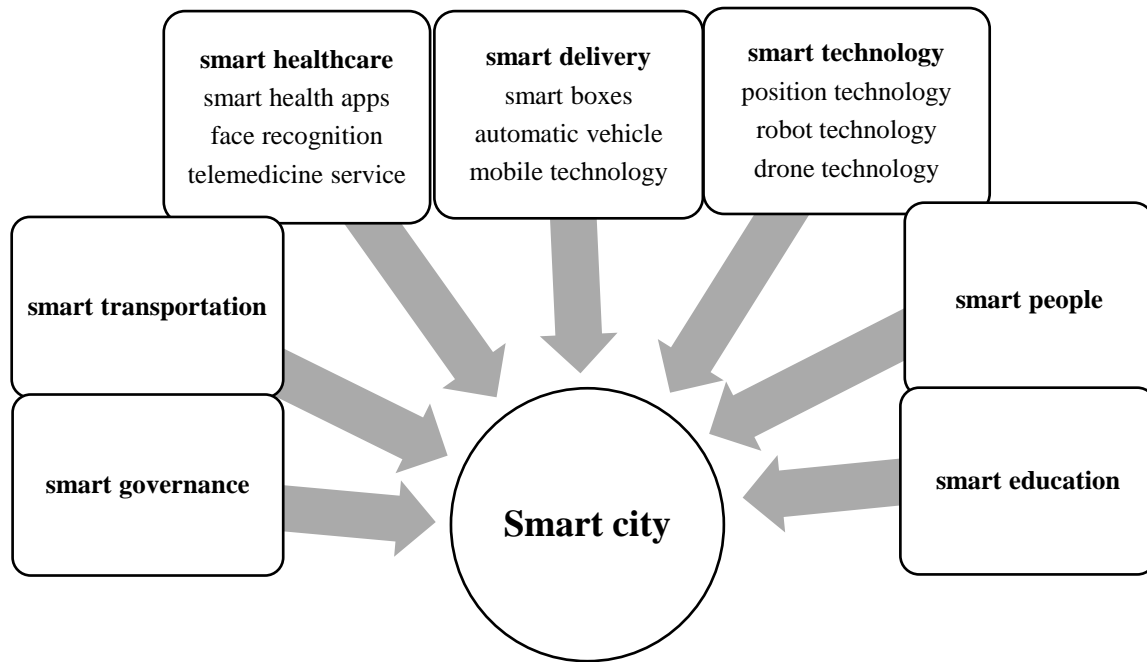 smart healthcare
smart health apps
face recognition
telemedicine service
smart delivery
smart boxes
automatic vehicle
mobile technology
smart technology
position technology
robot technology
drone technology
smart transportation
smart people
smart governance
smart education
Smart city